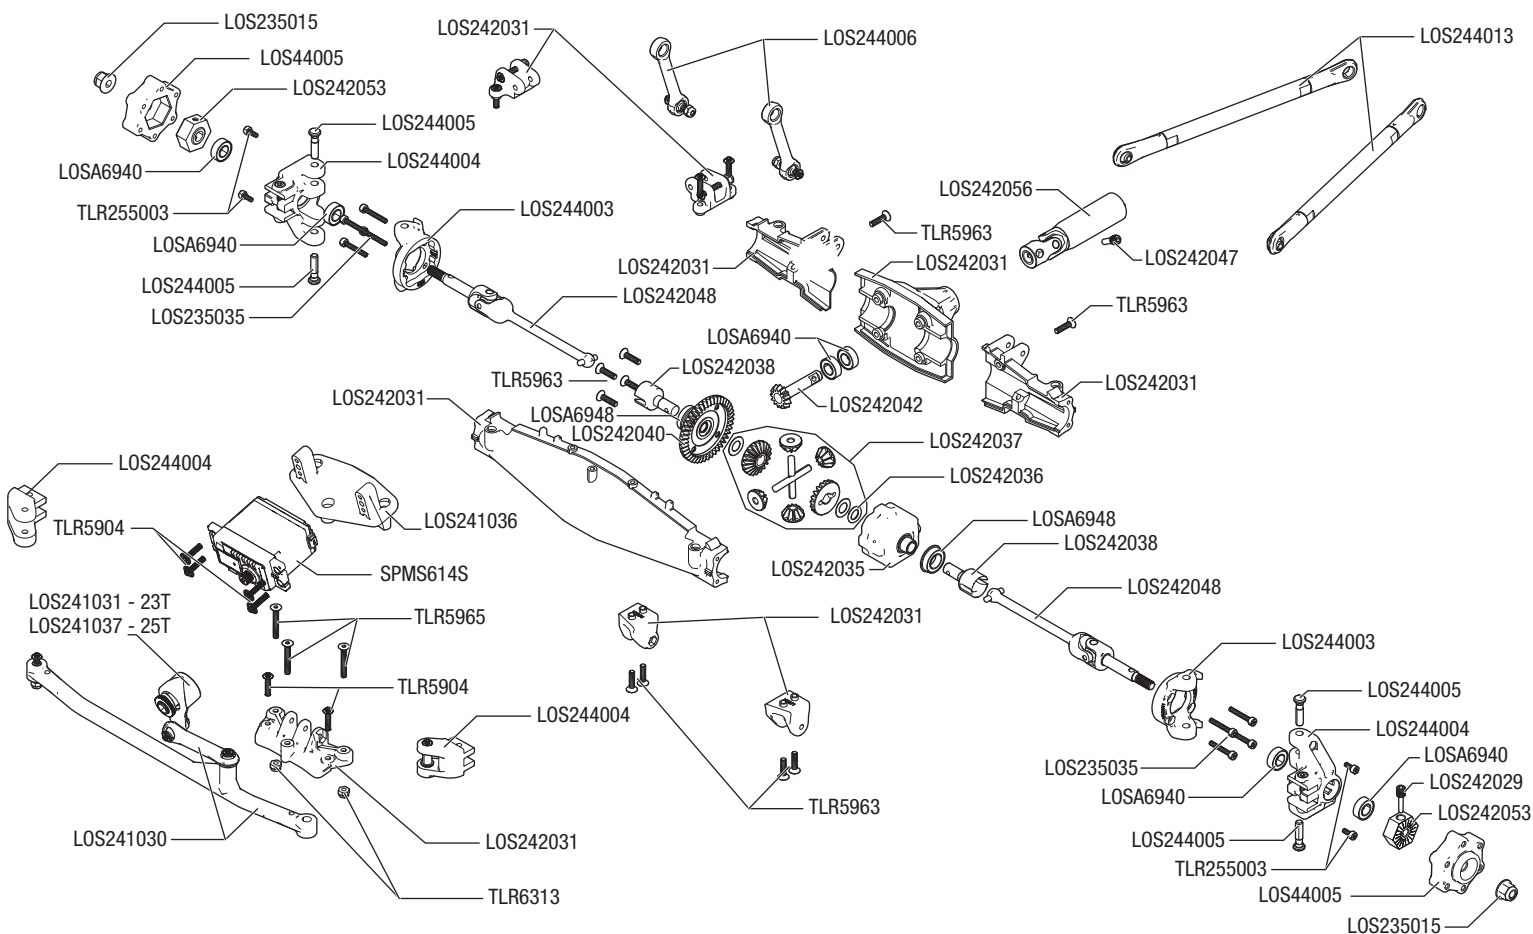 LOS235015
LOS242031
LOS244006
LOS244013
LOS44005
LOS242053
LOS244005
LOS244004
LOSA6940
LOS242056
TLR255003
LOS244003
TLR5963
LOSA6940
LOS242031
LOS242031
LOS242047
LOS244005
LOS242048
LOS235035
TLR5963
LOSA6940
LOS242038
TLR5963
LOS242031
LOS242031
LOS242042
LOSA6948
LOS242040
LOS242037
LOS244004
LOS242036
LOS241036
TLR5904
LOSA6948
LOS242038
LOS242035
SPMS614S
LOS242048
LOS241031 - 23T
LOS241037 - 25T
TLR5965
LOS242031
LOS244003
TLR5904
LOS244005
LOS244004
LOS244004
LOSA6940
LOS235035
LOS242029
LOSA6940
TLR5963
LOS242053
LOS241030
LOS242031
LOS244005
TLR255003
LOS44005
TLR6313
LOS235015